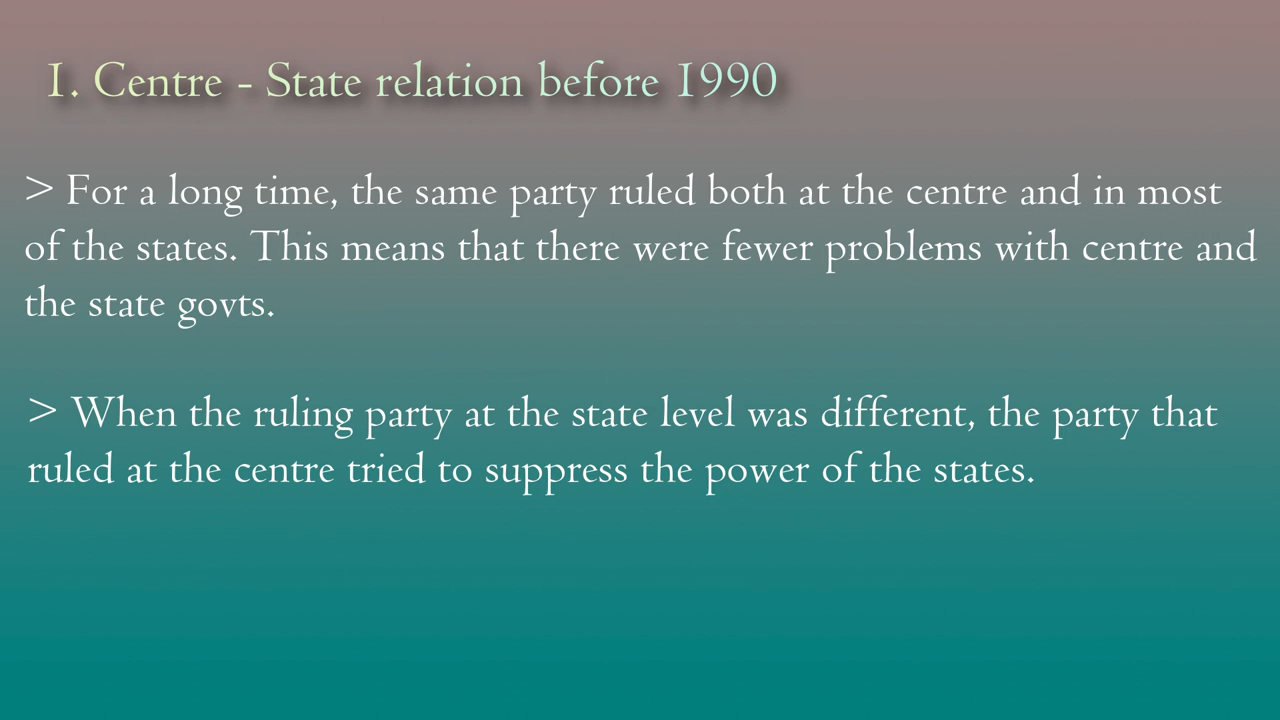 1. Centre - State relation before 1990
> For a long time, the same party ruled both at the centre and in most
of the states. This means that there were fewer problems with centre and
the state govts.
> When the ruling party at the state level was different, the party that
ruled at the centre tried to suppress the power of the states.